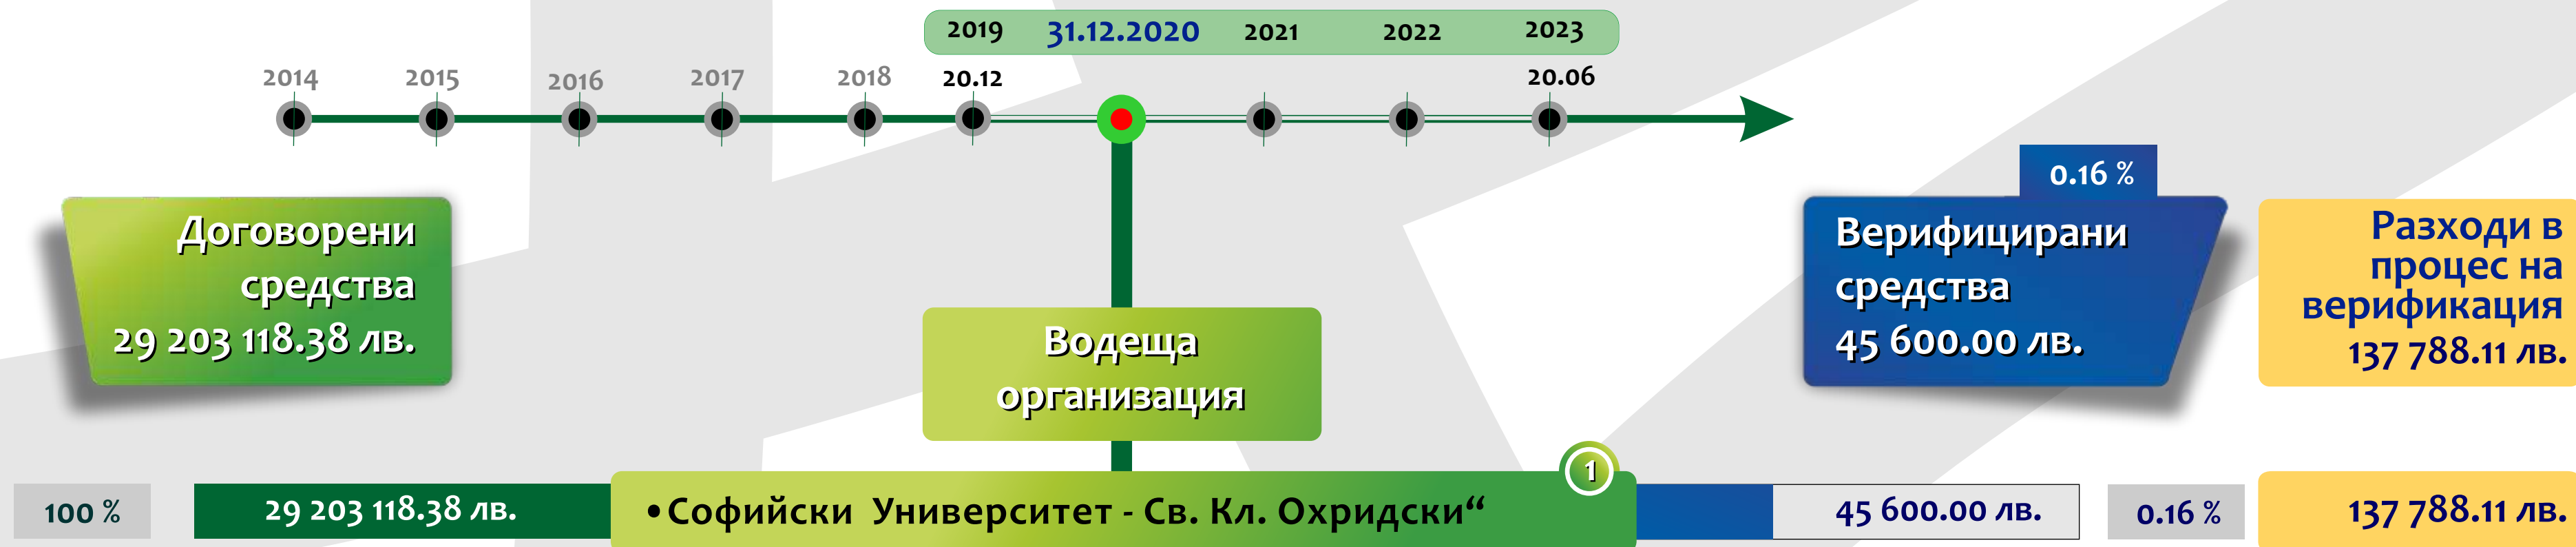 2019 31.12.2020 2021 2022 2023
2014 2015 2016 2017 2018 20.12 20.06
0.16 %
Договорени
средства
29 203 118.38 лв.
Водеща
организация
Верифицирани
средства
45 600.00 лв.
Разходи в
процес на
верификация
137 788.11 лв.
1
100 % 29 203 118.38 лв. •Софийски Университет - Св. Кл. Охридски“ 45 600.00 лв. 0.16 % 137 788.11 лв.